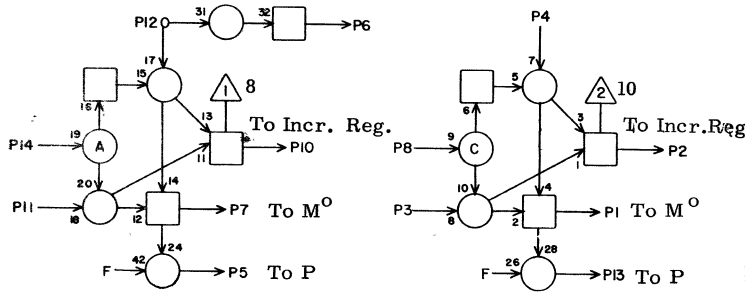 P12 31 32 P6 P4
17 7
15 1 8 5 2 10
16 13 To Incr. Reg. 6 3 To Incr. Reg.
P14 19 A 11 P10 P8 9 C 1 P2
20 14 10 4
P11 18 12 P7 To M⁰ P3 8 2 P1 To M⁰
24 28
F 42 P5 To P F 26 P13 To P